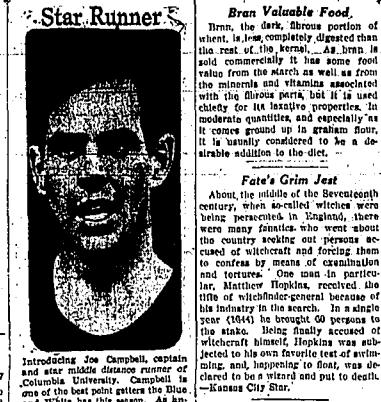 Star Runner
Introducing Joe Campbell, captain
and star middle distance runner of
Columbia University. Campbell is
one of the best point getters the Blue
and White has this season. As an
Bran Valuable Food
Bran, the dark, fibrous portion of
wheat, is less completely digested than
the rest of the kernel. As bran is
sold commercially it has some food
value from the starch as well as from
the minerals and vitamins associated
with the fibrous parts, but it is used
chiefly for its laxative properties. In
moderate quantities, and especially as
it comes ground up in graham flour,
it is usually considered to be a de-
sirable addition to the diet.
Fate's Grim Jest
About the middle of the Seventeenth
century, when so-called witches were
being persecuted in England, there
were many fanatics who went about
the country seeking out persons ac-
cused of witchcraft and forcing them
to confess by means of examination
and tortures. One man in particu-
lar, Matthew Hopkins, received the
title of witchfinder-general because of
his industry in the search. In a single
year (1644) he brought 60 persons to
the stake. Being finally accused of
witchcraft himself, Hopkins was sub-
jected to his own favorite test of swim-
ming, and, happening to float, was de-
clared to be a wizard and put to death.
—Kansas City Star.